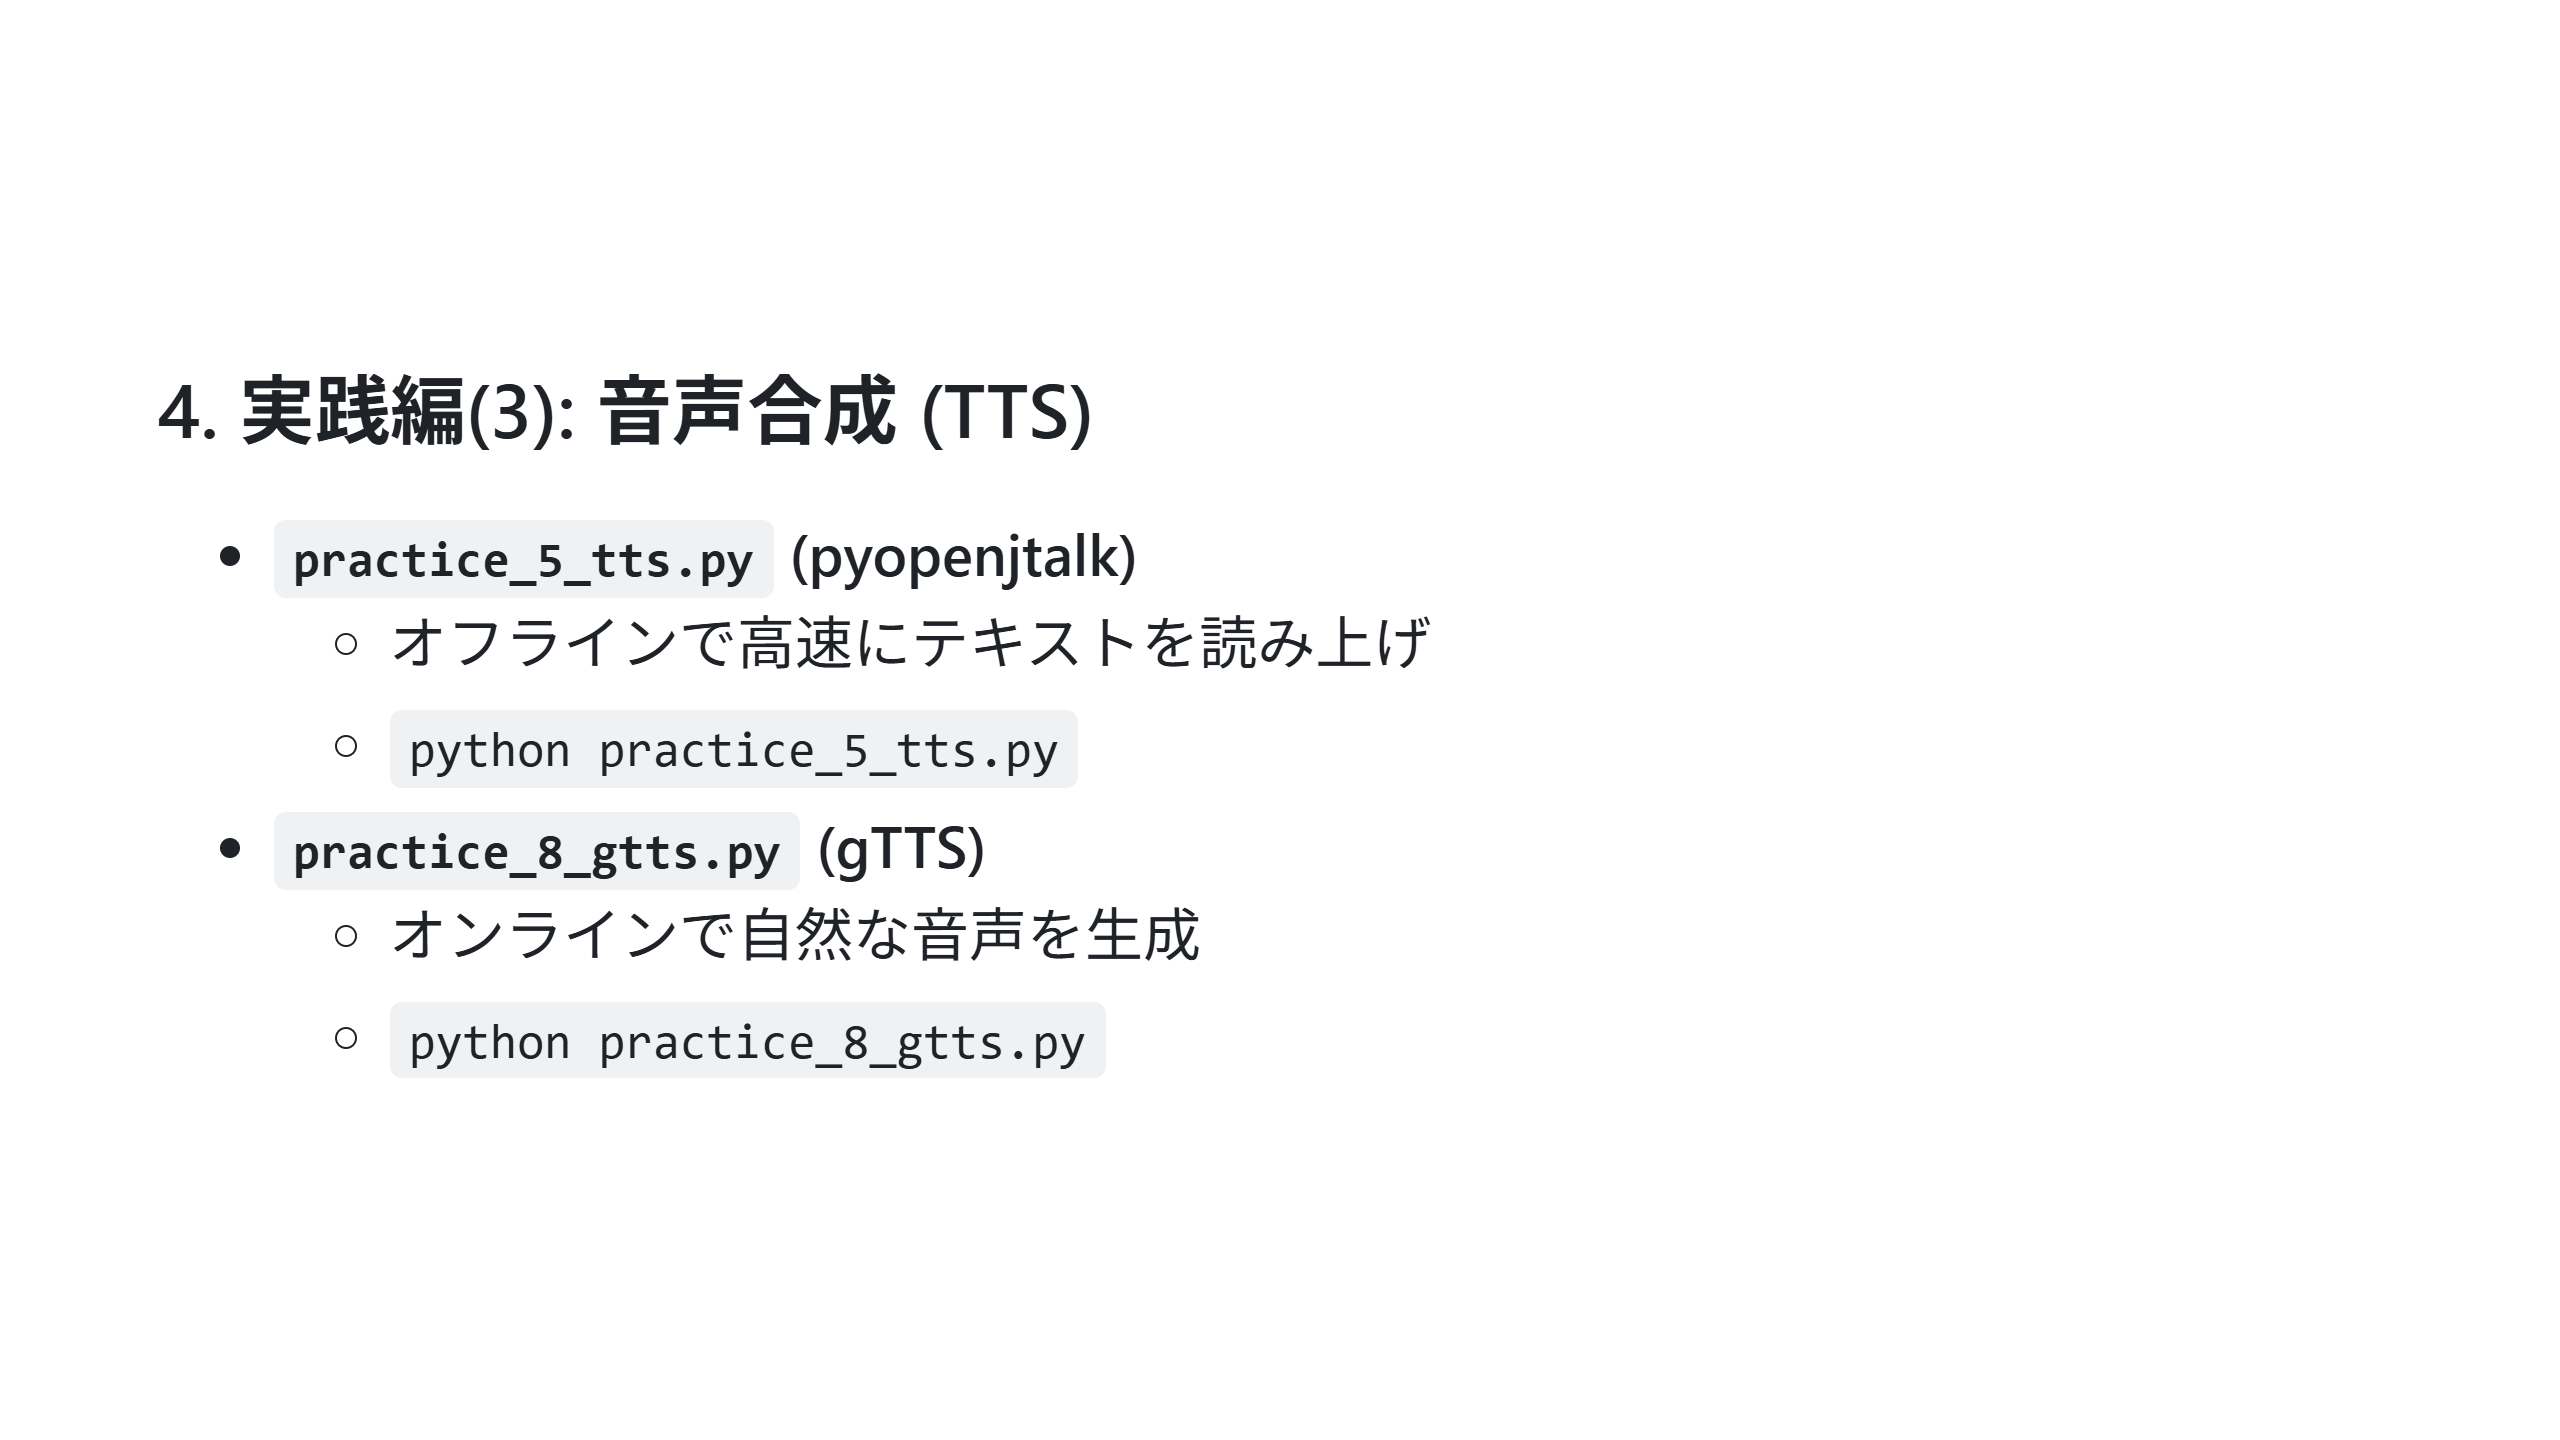 4. 実践編(3): 音声合成 (TTS)
practice_5_tts.py (pyopenjtalk)
オフラインで高速にテキストを読み上げ
python practice_5_tts.py
practice_8_gtts.py (gTTS)
オンラインで自然な音声を生成
python practice_8_gtts.py